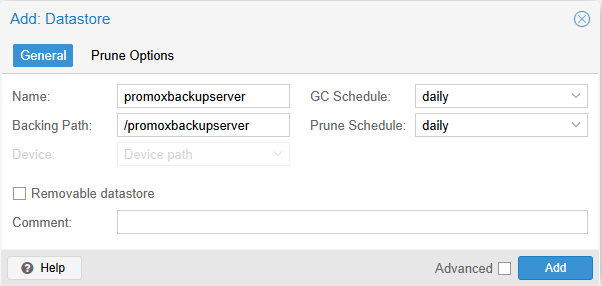 Add: Datastore
General Prune Options
Name: promoxbackupserver GC Schedule: daily
Backing Path: /promoxbackupserver Prune Schedule: daily
Device: Device path
Removable datastore
Comment:
? Help Advanced Add